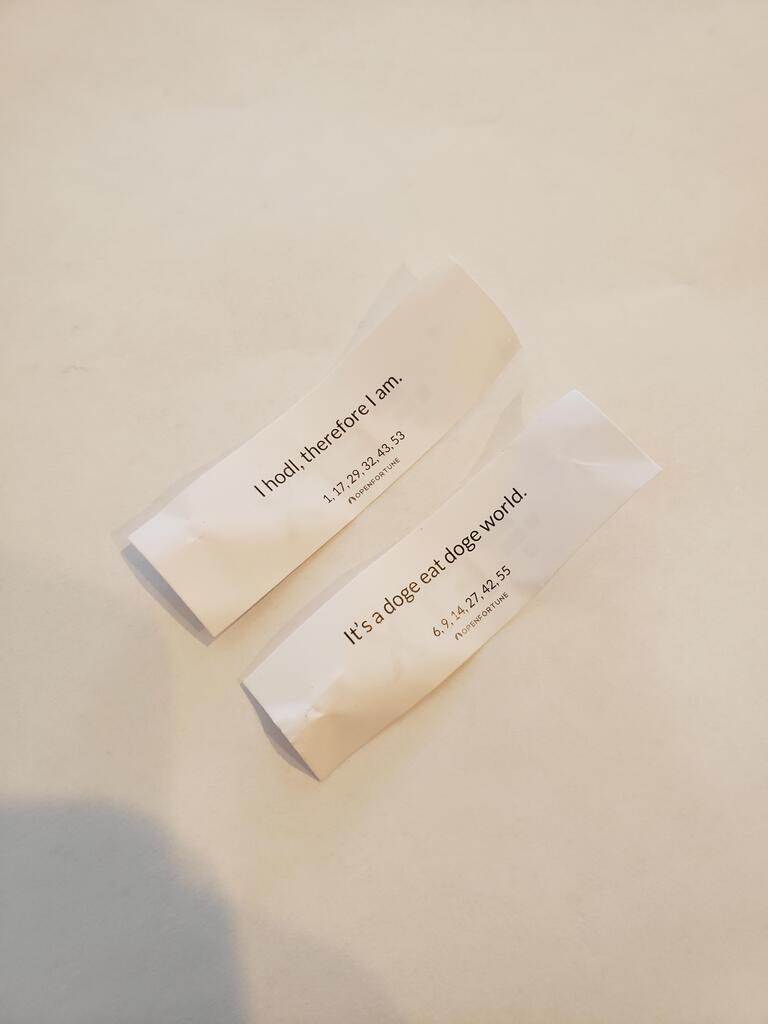 I hodl, therefore I am.
1, 17, 29, 32, 43, 53
OPENFORTUNE
It's a doge eat doge world.
6, 9, 14, 27, 42, 55
OPENFORTUNE